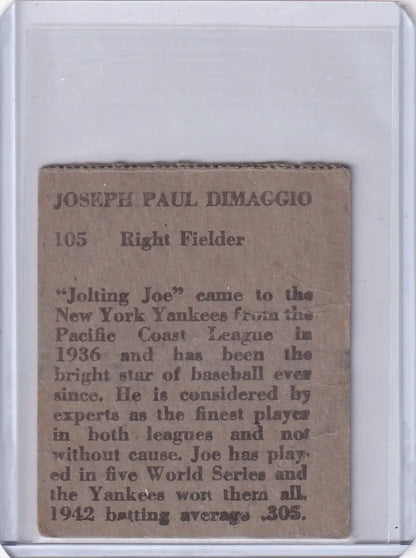 JOSEPH PAUL DIMAGGIO
105 Right Fielder
"Jolting Joe" came to the
New York Yankees from the
Pacific Coast League in
1936 and has been the
bright star of baseball ever
since. He is considered by
experts as the finest player
in both leagues and not
without cause. Joe has play-
ed in five World Series and
the Yankees won them all.
1942 batting average .305.